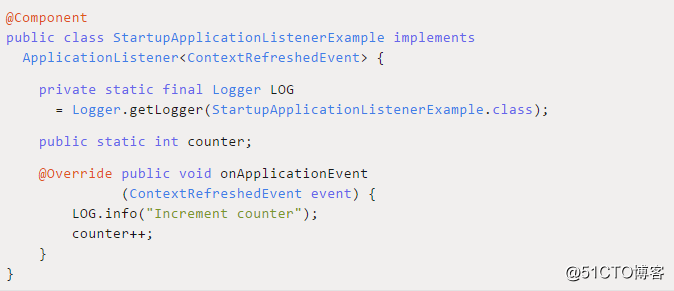 @Component
public class StartupApplicationListenerExample implements
ApplicationListener<ContextRefreshedEvent> {
private static final Logger LOG
= Logger.getLogger(StartupApplicationListenerExample.class);
public static int counter;
@Override public void onApplicationEvent
(ContextRefreshedEvent event) {
LOG.info("Increment counter");
counter++;
}
}
@51CTO博客